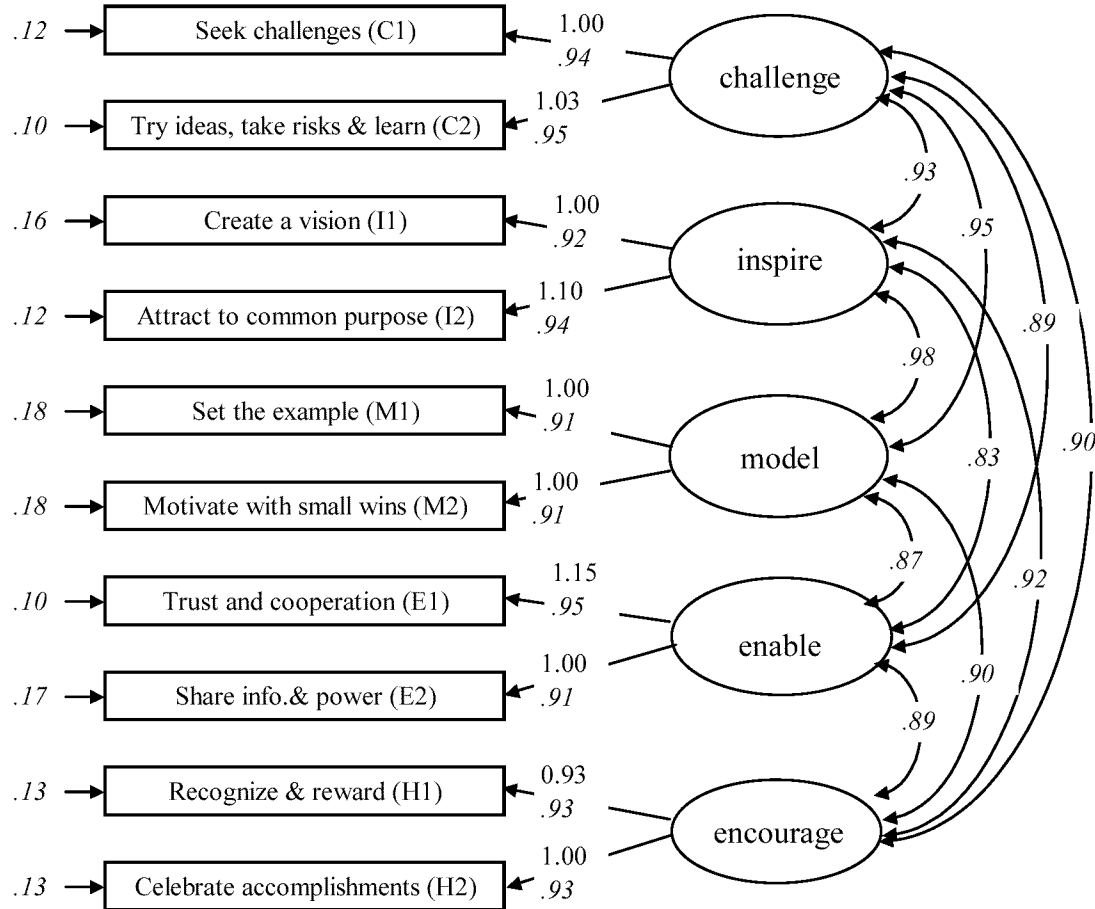 .12
Seek challenges (C1)
1.00
.94
challenge
.10
Try ideas, take risks & learn (C2)
1.03
.95
.93
.16
Create a vision (I1)
1.00
.92
inspire
.95
.12
Attract to common purpose (I2)
1.10
.94
.89
.98
.18
Set the example (M1)
1.00
.91
model
.83
.90
.18
Motivate with small wins (M2)
1.00
.91
.87
.92
.10
Trust and cooperation (E1)
1.15
.95
enable
.17
Share info.& power (E2)
1.00
.91
.90
.89
.13
Recognize & reward (H1)
0.93
.93
encourage
.13
Celebrate accomplishments (H2)
1.00
.93